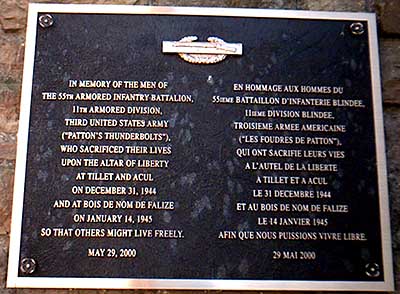 IN MEMORY OF THE MEN OF
THE 55TH ARMORED INFANTRY BATTALION,
11TH ARMORED DIVISION,
THIRD UNITED STATES ARMY
("PATTON'S THUNDERBOLTS"),
WHO SACRIFICED THEIR LIVES
UPON THE ALTAR OF LIBERTY
AT TILLET AND ACUL
ON DECEMBER 31, 1944
AND AT BOIS DE NOM DE FALIZE
ON JANUARY 14, 1945
SO THAT OTHERS MIGHT LIVE FREELY.
MAY 29, 2000
EN HOMMAGE AUX HOMMES DU
55IEME BATTAILLON D'INFANTERIE BLINDEE,
11IEME DIVISION BLINDEE,
TROISIEME ARMEE AMERICAINE
("LES FOUDRES DE PATTON"),
QUI ONT SACRIFIE LEURS VIES
A L'AUTEL DE LA LIBERTE
A TILLET ET A ACUL
LE 31 DECEMBRE 1944
ET AU BOIS DE NOM DE FALIZE
LE 14 JANVIER 1945
AFIN QUE NOUS PUISSIONS VIVRE LIBRE.
29 MAI 2000